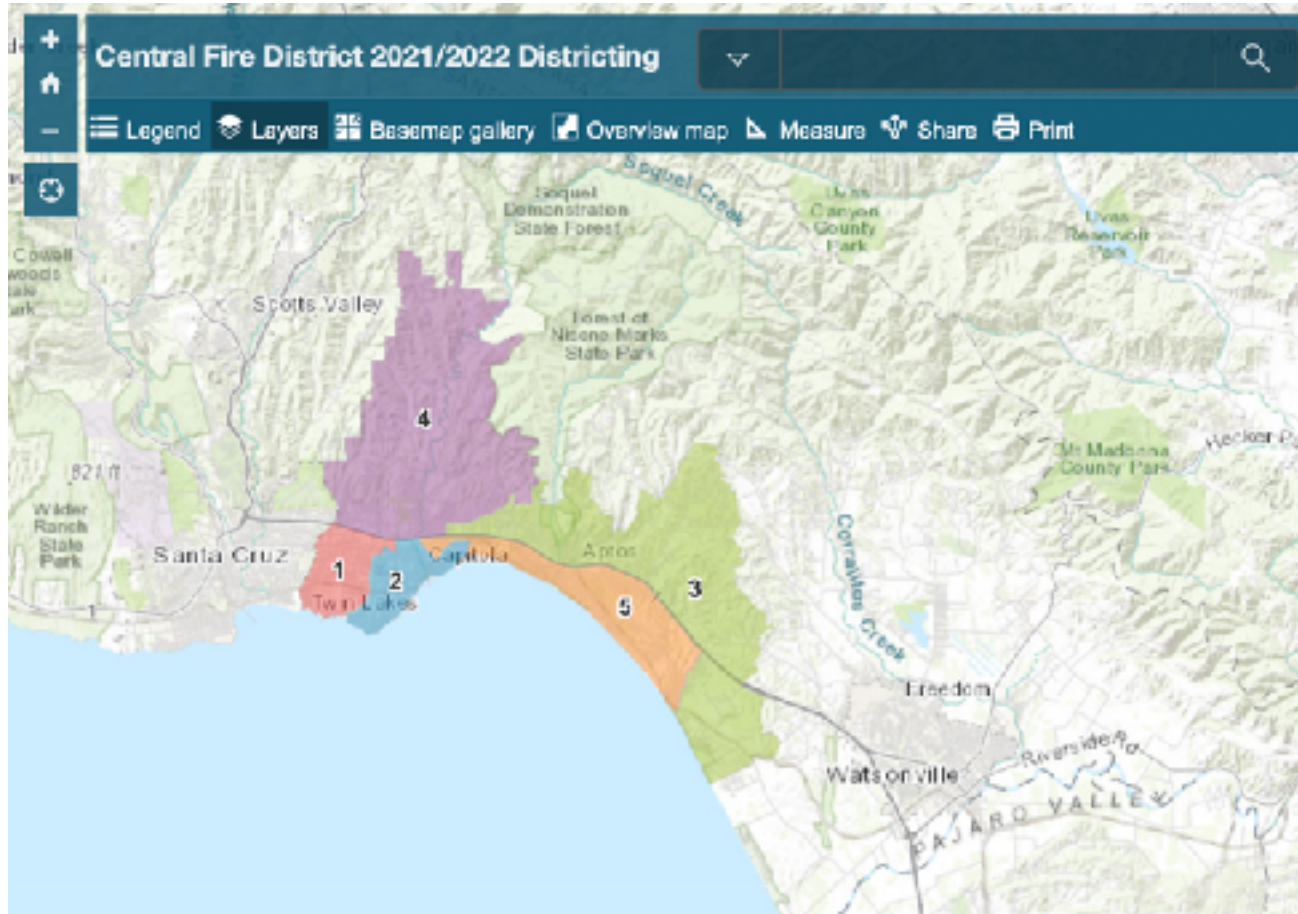 Central Fire District 2021/2022 Districting
Legend
Layers
Basemap gallery
Overview map
Measure
Share
Print
Soquel Creek
Soquel
Demonstration
State Forest
Uvas
Canyon
County
Park
Uvas
Reservoir
Park
Cowell
Scotts Valley
Forest of
Nisene Marks
State Park
4
Mt Madonna
County Park
Hecker
821 ft
Wilder
Ranch
State
Park
Santa Cruz
Capitola
Aptos
1
2
Twin Lakes
5
3
Corralitos Creek
Freedom
Riverside Rd
Watsonville
PAJARO VALLEY
1